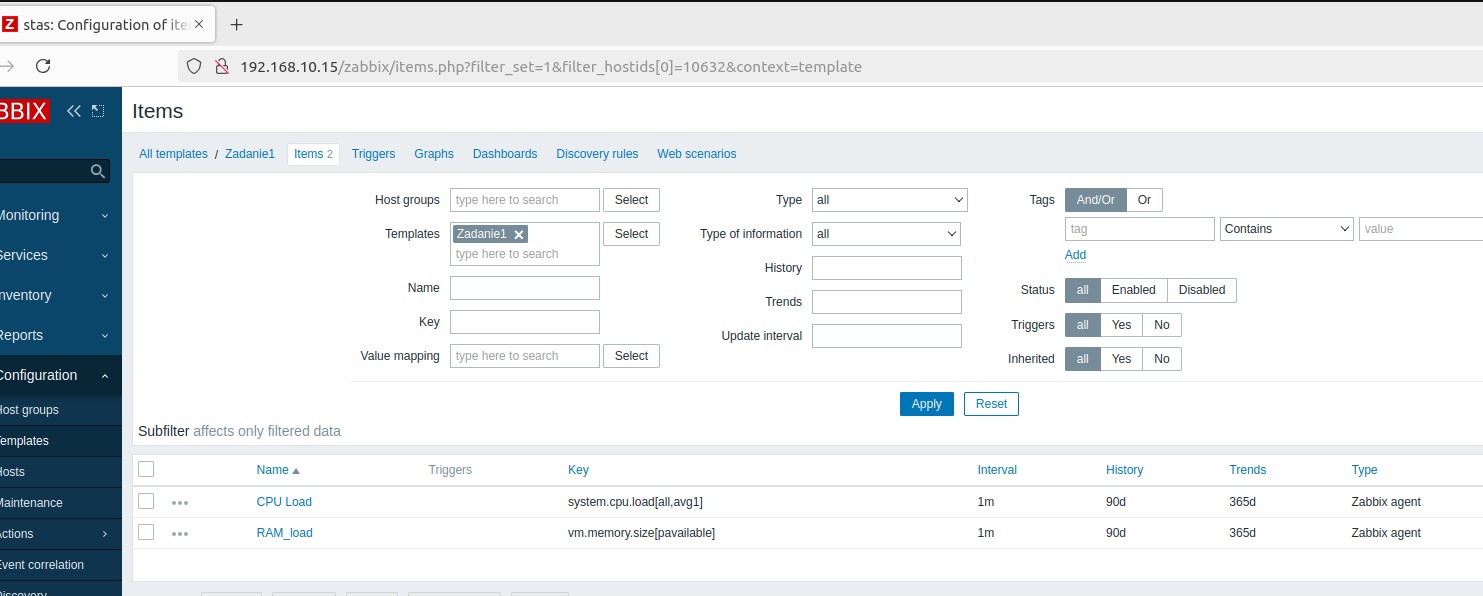 Z stas: Configuration of ite
192.168.10.15/zabbix/items.php?filter_set=1&filter_hostids[0]=10632&context=template
BBIX
Items
All templates / Zadanie1 Items 2 Triggers Graphs Dashboards Discovery rules Web scenarios
Monitoring
Services
Inventory
Reports
Configuration
Host groups
Templates
Hosts
Maintenance
Actions
Event correlation
Discovery
Host groups type here to search Select Type all Tags And/Or Or
Templates Zadanie1 Select Type of information all tag Contains value
type here to search
History Add
Name Status all Enabled Disabled
Trends
Key Triggers all Yes No
Update interval
Value mapping type here to search Select Inherited all Yes No
Apply Reset
Subfilter affects only filtered data
Name Triggers Key Interval History Trends Type
CPU Load system.cpu.load[all,avg1] 1m 90d 365d Zabbix agent
RAM_load vm.memory.size[pavailable] 1m 90d 365d Zabbix agent